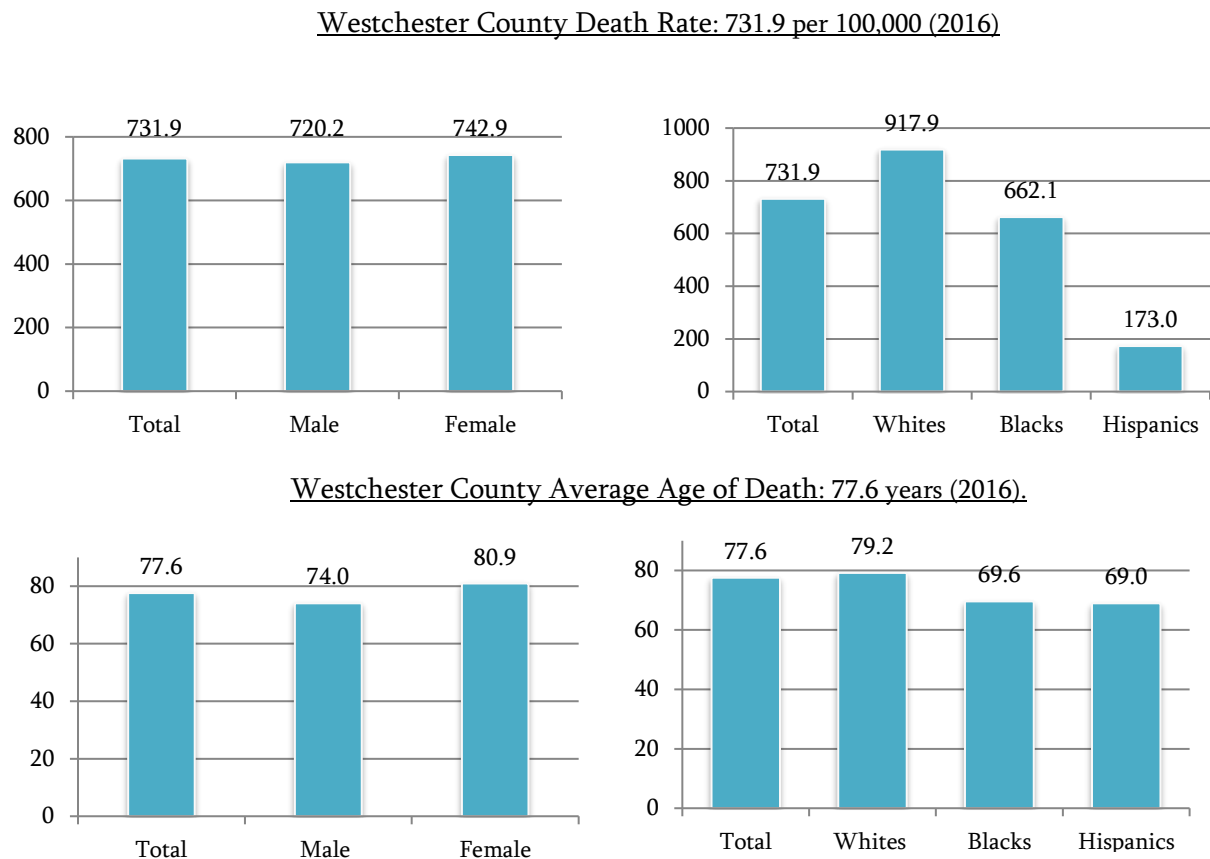 Westchester County Death Rate: 731.9 per 100,000 (2016)
731.9 720.2 742.9
800
600
400
200
0
Total Male Female
1000
917.9
800
731.9
662.1
600
400
173.0
200
0
Total Whites Blacks Hispanics
Westchester County Average Age of Death: 77.6 years (2016).
77.6 74.0 80.9
80
60
40
20
0
Total Male Female
77.6 79.2 69.6 69.0
80
60
40
20
0
Total Whites Blacks Hispanics